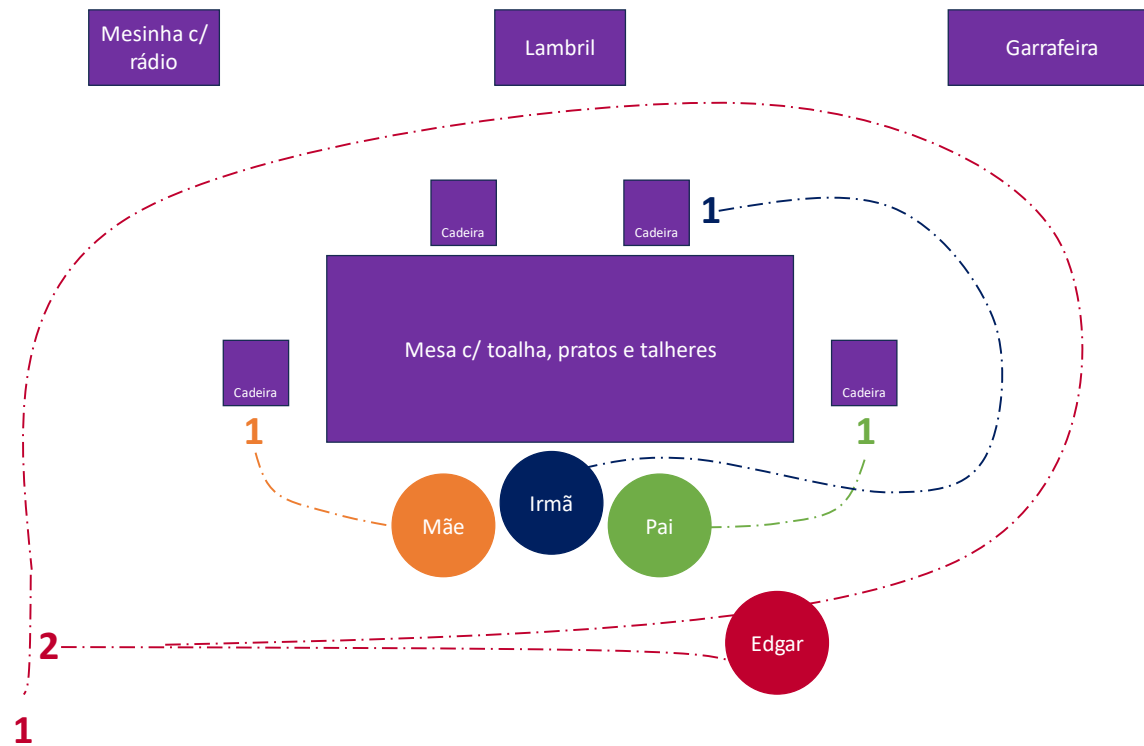 Mesinha c/
rádio
Lambril
Garrafeira
Cadeira
Cadeira
1
Mesa c/ toalha, pratos e talheres
Cadeira
Cadeira
1
1
Mãe
Irmã
Pai
2
Edgar
1